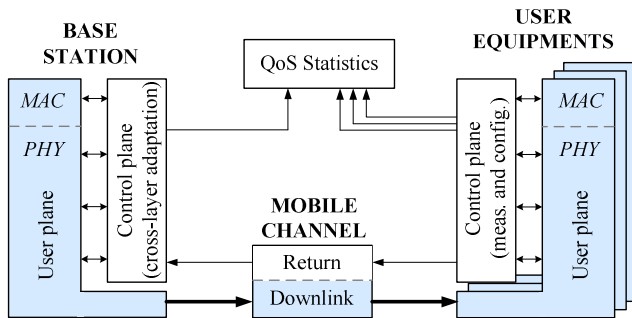 BASE
STATION
MAC
PHY
User plane
Control plane
(cross-layer adaptation)
QoS Statistics
MOBILE
CHANNEL
Return
Downlink
USER
EQUIPMENTS
Control plane
(meas. and config.)
MAC
PHY
User plane